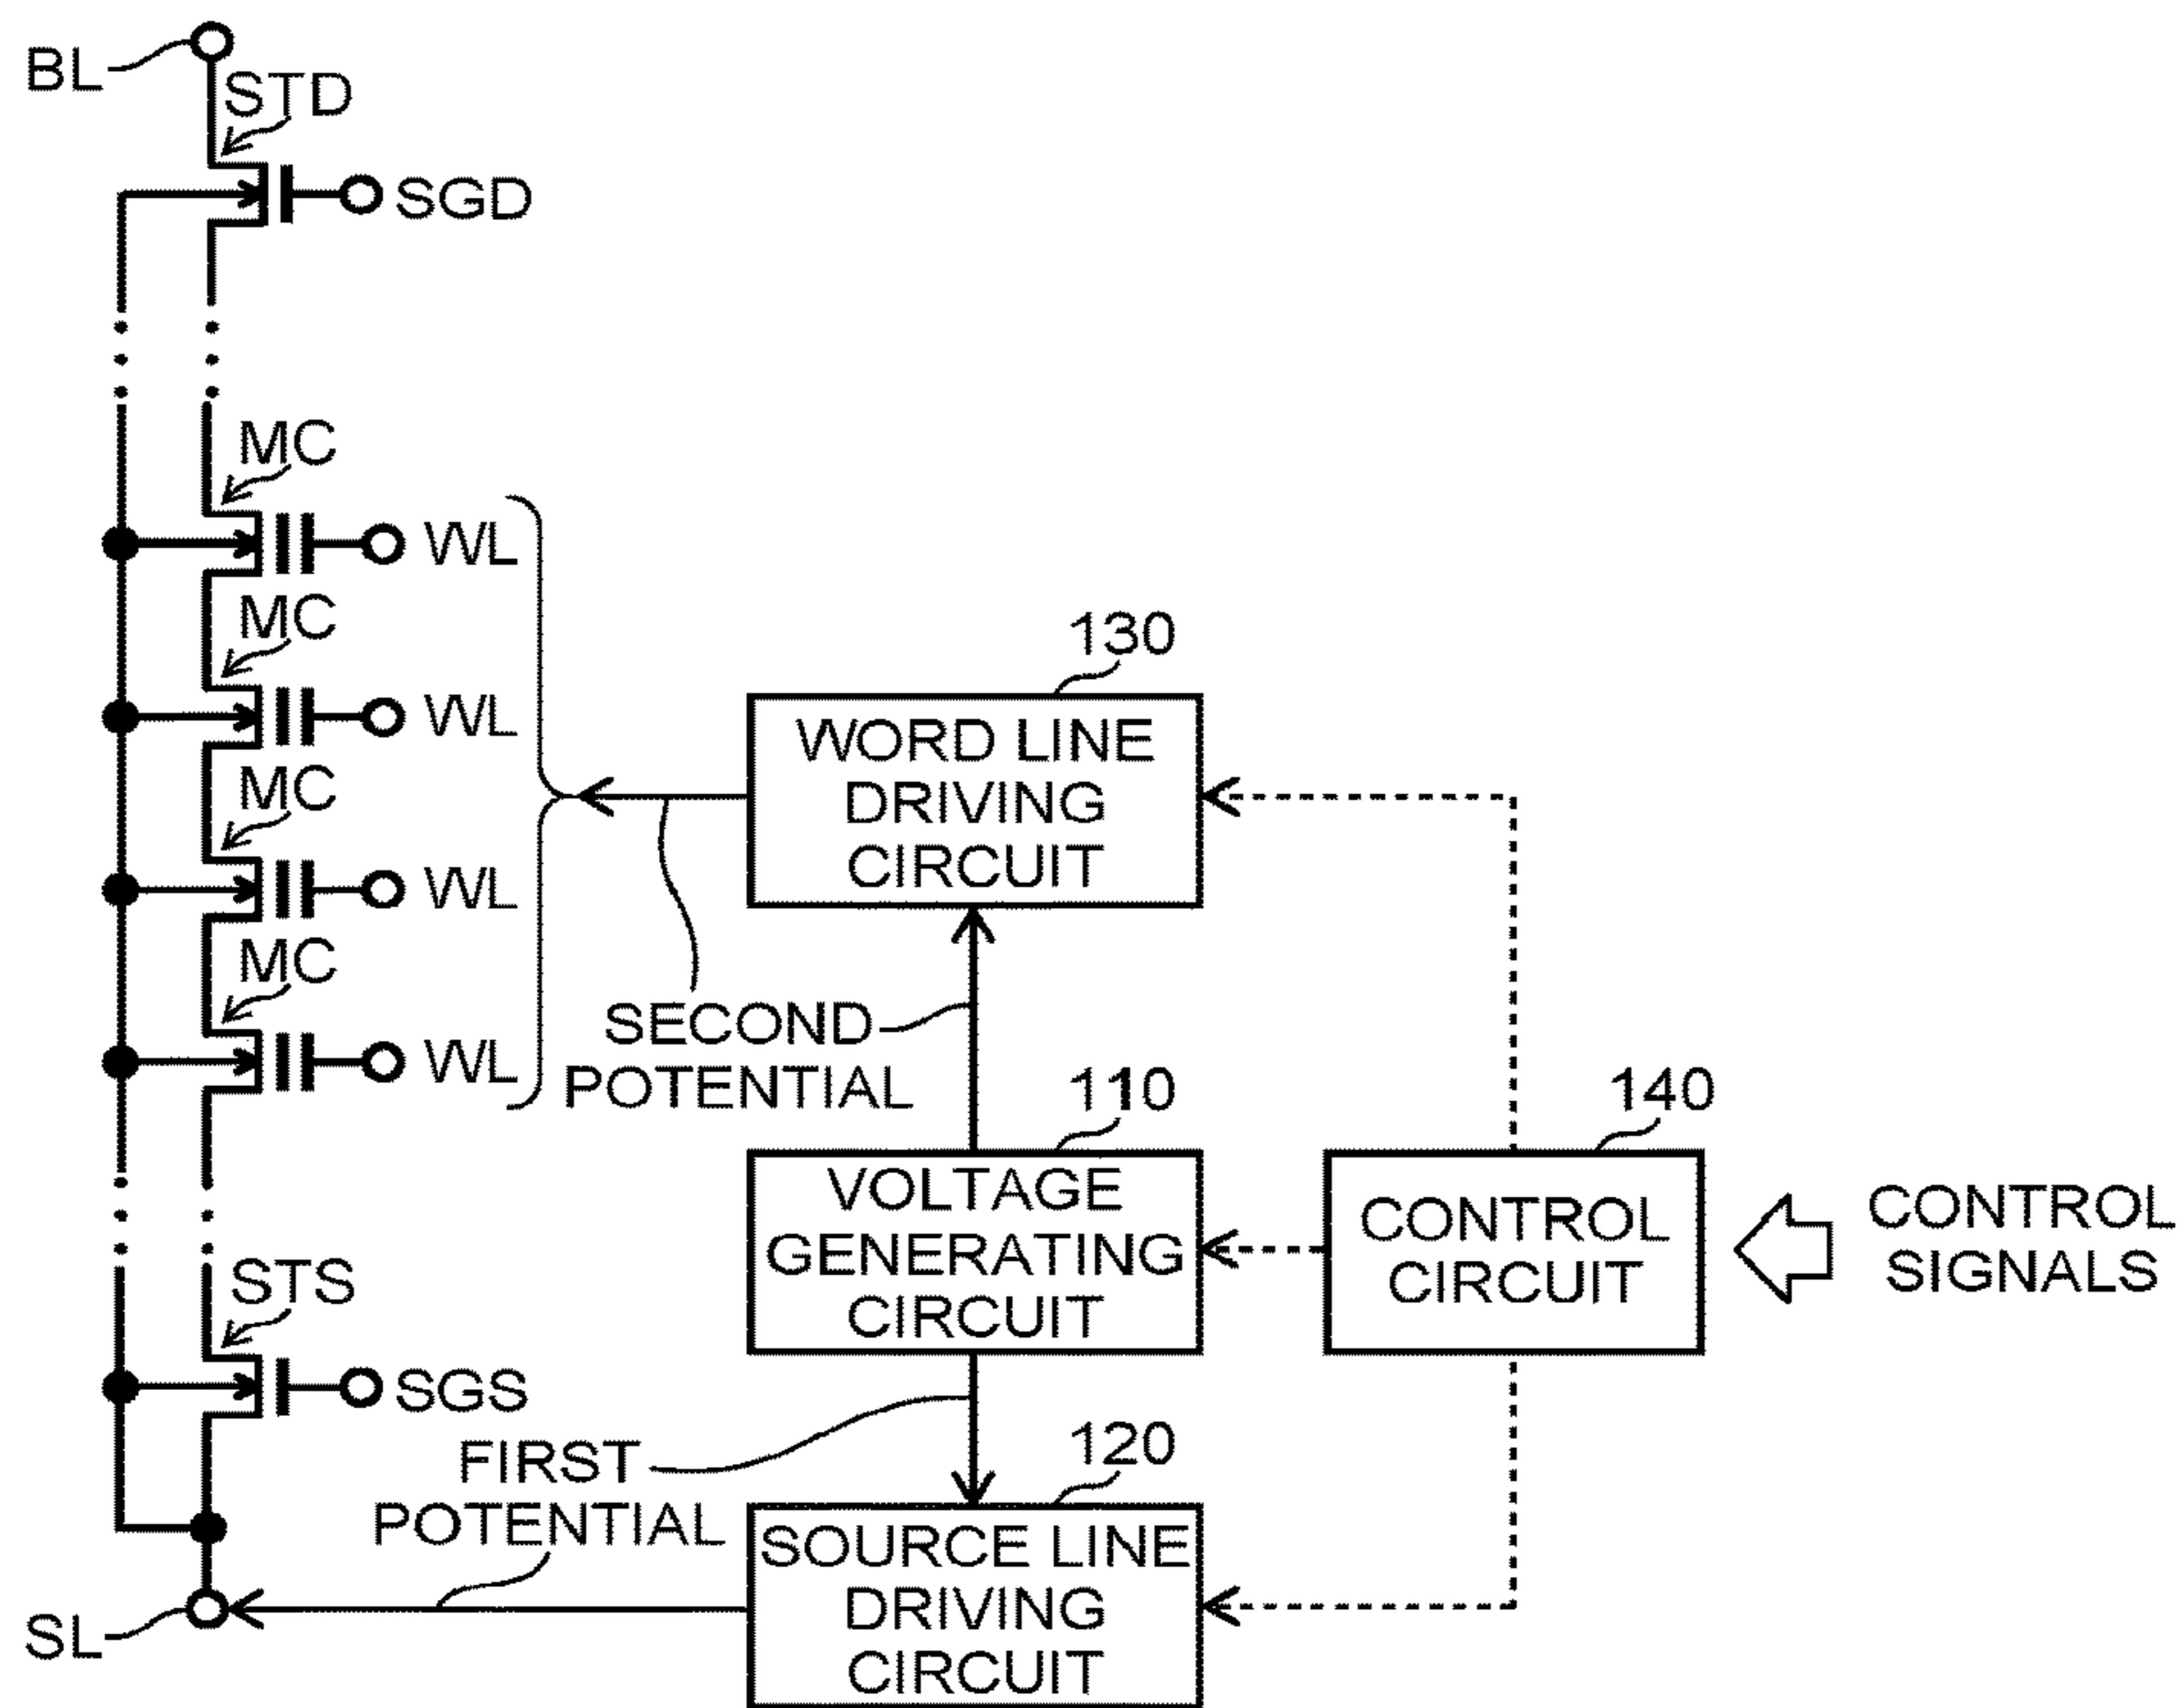 BL
STD
SGD
MC
WL
MC
WL
MC
WL
MC
WL
STS
SGS
SL
130
WORD LINE
DRIVING
CIRCUIT
SECOND
POTENTIAL
110
VOLTAGE
GENERATING
CIRCUIT
140
CONTROL
CIRCUIT
CONTROL
SIGNALS
FIRST
POTENTIAL
120
SOURCE LINE
DRIVING
CIRCUIT